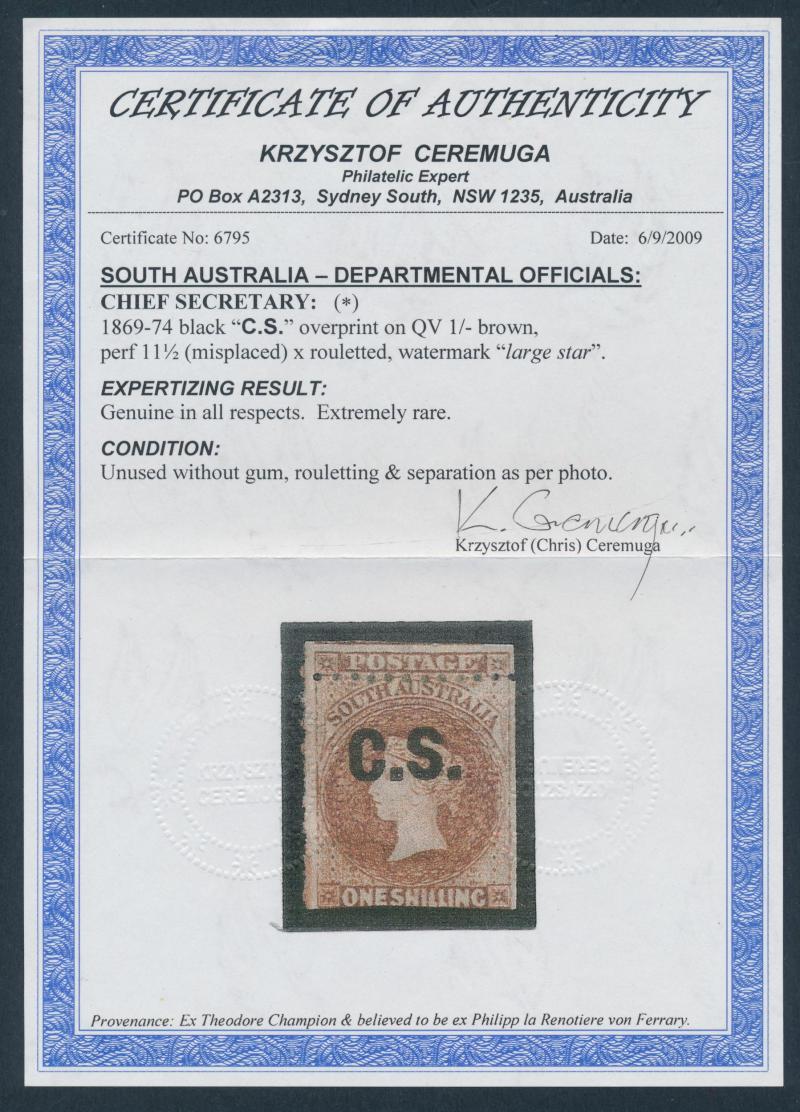 CERTIFICATE OF AUTHENTICITY
KRZYSZTOF CEREMUGA
Philatelic Expert
PO Box A2313, Sydney South, NSW 1235, Australia
Certificate No: 6795 Date: 6/9/2009
SOUTH AUSTRALIA – DEPARTMENTAL OFFICIALS:
CHIEF SECRETARY: (*)
1869-74 black “C.S.” overprint on QV 1/- brown,
perf 11½ (misplaced) x rouletted, watermark “large star”.
EXPERTIZING RESULT:
Genuine in all respects. Extremely rare.
CONDITION:
Unused without gum, rouletting & separation as per photo.
K. Ceremuga
Krzysztof (Chris) Ceremuga
POSTAGE
SOUTH AUSTRALIA
C.S.
ONE SHILLING
Provenance: Ex Theodore Champion & believed to be ex Philipp la Renotiere von Ferrary.